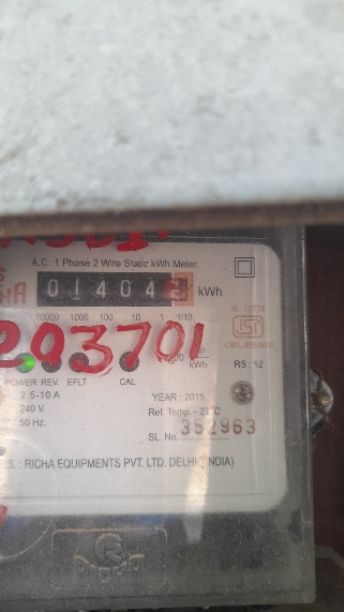 A.C. 1 Phase 2 Wire Static kWh Meter
01404 kWh
10000 1000 100 10 1 1/10
203701
kWh
POWER REV. EFLT CAL RS : 12
2.5-10 A YEAR : 2015
240 V. Ref. Temp. - 27°C
50 Hz. SL. No. 352963
RICHA EQUIPMENTS PVT. LTD. DELHI (INDIA)